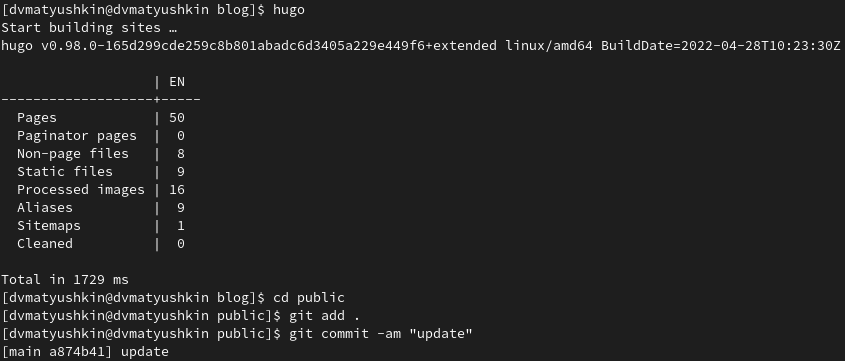 [dvmatyushkin@dvmatyushkin blog]$ hugo
Start building sites …
hugo v0.98.0-165d299cde259c8b801abadc6d3405a229e449f6+extended linux/amd64 BuildDate=2022-04-28T10:23:30Z
                   | EN
-------------------+-----
  Pages            | 50
  Paginator pages  |  0
  Non-page files   |  8
  Static files     |  9
  Processed images | 16
  Aliases          |  9
  Sitemaps         |  1
  Cleaned          |  0
Total in 1729 ms
[dvmatyushkin@dvmatyushkin blog]$ cd public
[dvmatyushkin@dvmatyushkin public]$ git add .
[dvmatyushkin@dvmatyushkin public]$ git commit -am "update"
[main a874b41] update